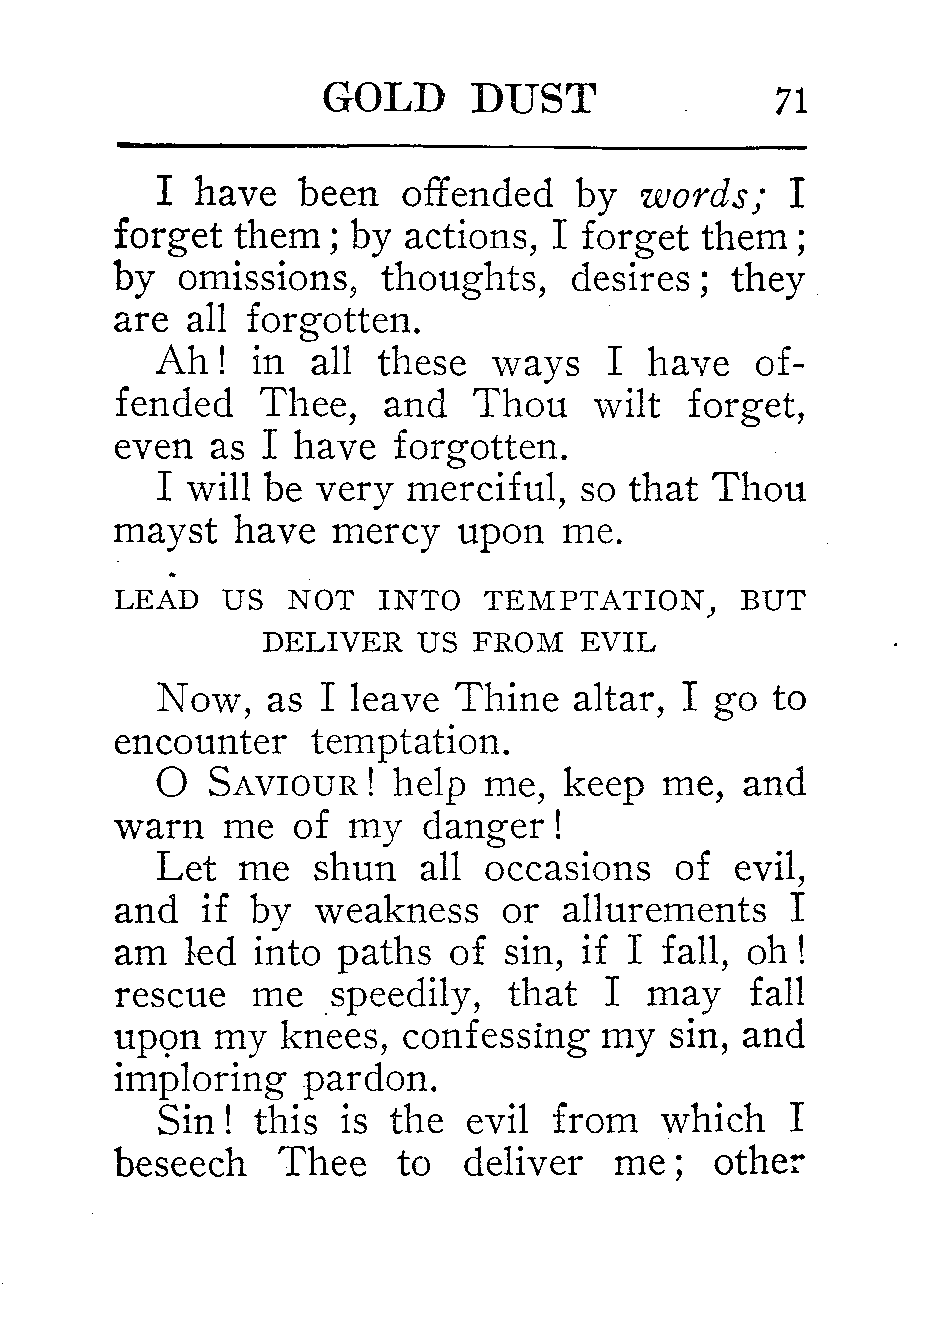 GOLD DUST 71
I have been offended by words; I
forget them; by actions, I forget them;
by omissions, thoughts, desires; they
are all forgotten.
Ah! in all these ways I have of-
fended Thee, and Thou wilt forget,
even as I have forgotten.
I will be very merciful, so that Thou
mayst have mercy upon me.
LEAD US NOT INTO TEMPTATION, BUT
DELIVER US FROM EVIL
Now, as I leave Thine altar, I go to
encounter temptation.
O SAVIOUR! help me, keep me, and
warn me of my danger!
Let me shun all occasions of evil,
and if by weakness or allurements I
am led into paths of sin, if I fall, oh!
rescue me speedily, that I may fall
upon my knees, confessing my sin, and
imploring pardon.
Sin! this is the evil from which I
beseech Thee to deliver me; other